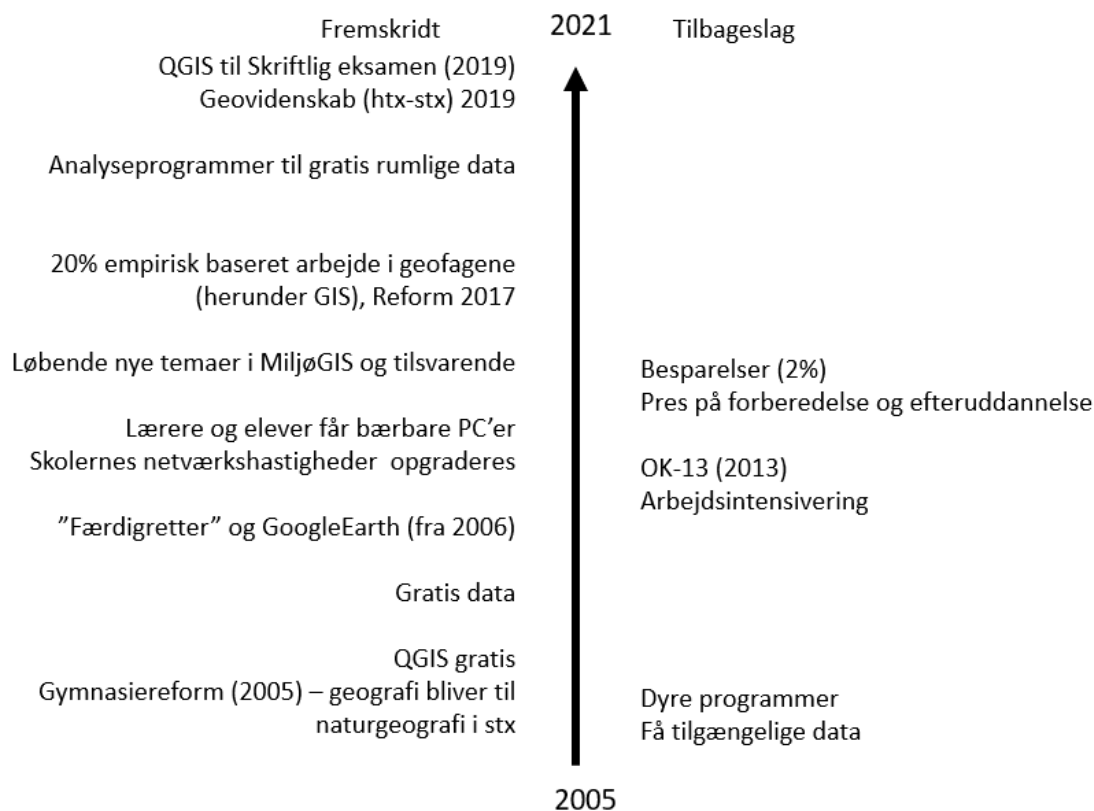 2021
Fremskridt
QGIS til Skriftlig eksamen (2019)
Geovidenskab (htx-stx) 2019
Analyseprogrammer til gratis rumlige data
20% empirisk baseret arbejde i geofagene
(herunder GIS), Reform 2017
Løbende nye temaer i MiljøGIS og tilsvarende
Lærere og elever får bærbare PC’er
Skolernes netværkshastigheder opgraderes
”Færdigretter” og GoogleEarth (fra 2006)
Gratis data
QGIS gratis
Gymnasiereform (2005) – geografi bliver til
naturgeografi i stx
Tilbageslag
Besparelser (2%)
Pres på forberedelse og efteruddannelse
OK-13 (2013)
Arbejdsintensivering
Dyre programmer
Få tilgængelige data
2005